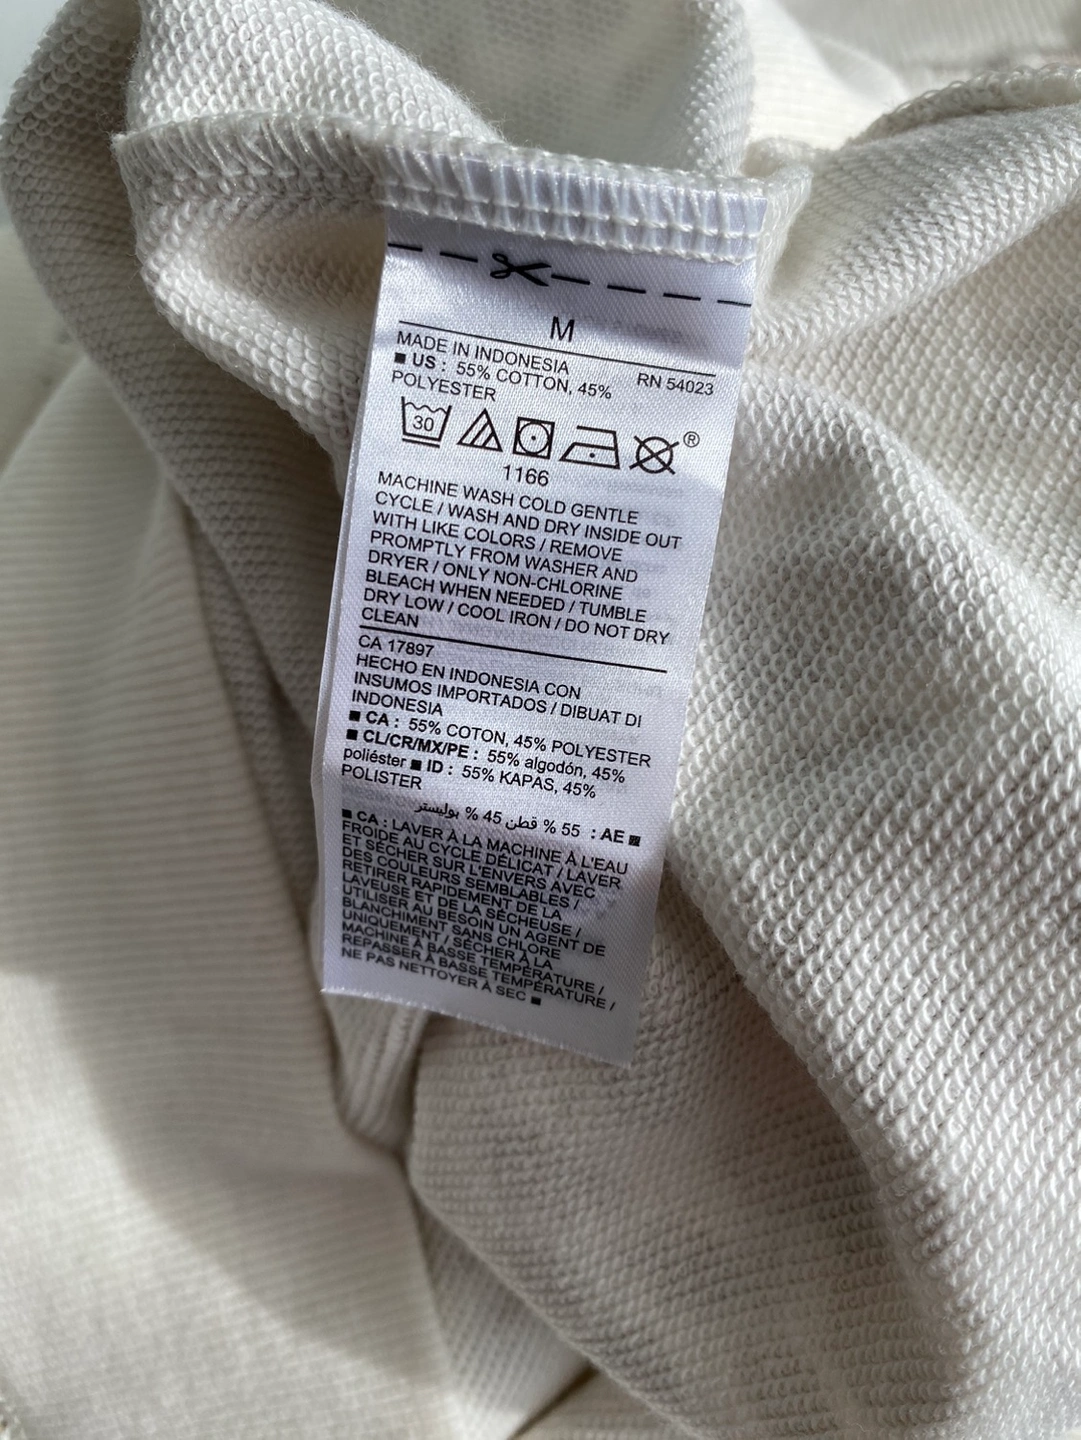 M
MADE IN INDONESIA RN 54023
■ US : 55% COTTON, 45%
POLYESTER
30 ®
1166
MACHINE WASH COLD GENTLE
CYCLE / WASH AND DRY INSIDE OUT
WITH LIKE COLORS / REMOVE
PROMPTLY FROM WASHER AND
DRYER / ONLY NON-CHLORINE
BLEACH WHEN NEEDED / TUMBLE
DRY LOW / COOL IRON / DO NOT DRY
CLEAN
CA 17897
HECHO EN INDONESIA CON
INSUMOS IMPORTADOS / DIBUAT DI
INDONESIA
■ CA : 55% COTON, 45% POLYESTER
■ CL/CR/MX/PE : 55% algodón, 45%
poliéster ■ ID : 55% KAPAS, 45%
POLISTER
■ AE : 55 % قطن 45 % بوليستر
■ CA : LAVER À LA MACHINE À L'EAU
FROIDE AU CYCLE DÉLICAT / LAVER
ET SÉCHER SUR L'ENVERS AVEC
DES COULEURS SEMBLABLES /
RETIRER RAPIDEMENT DE LA
LAVEUSE ET DE LA SÉCHEUSE /
UTILISER AU BESOIN UN AGENT DE
BLANCHIMENT SANS CHLORE
UNIQUEMENT / SÉCHER À LA
MACHINE À BASSE TEMPÉRATURE /
REPASSER À BASSE TEMPÉRATURE /
NE PAS NETTOYER À SEC ■